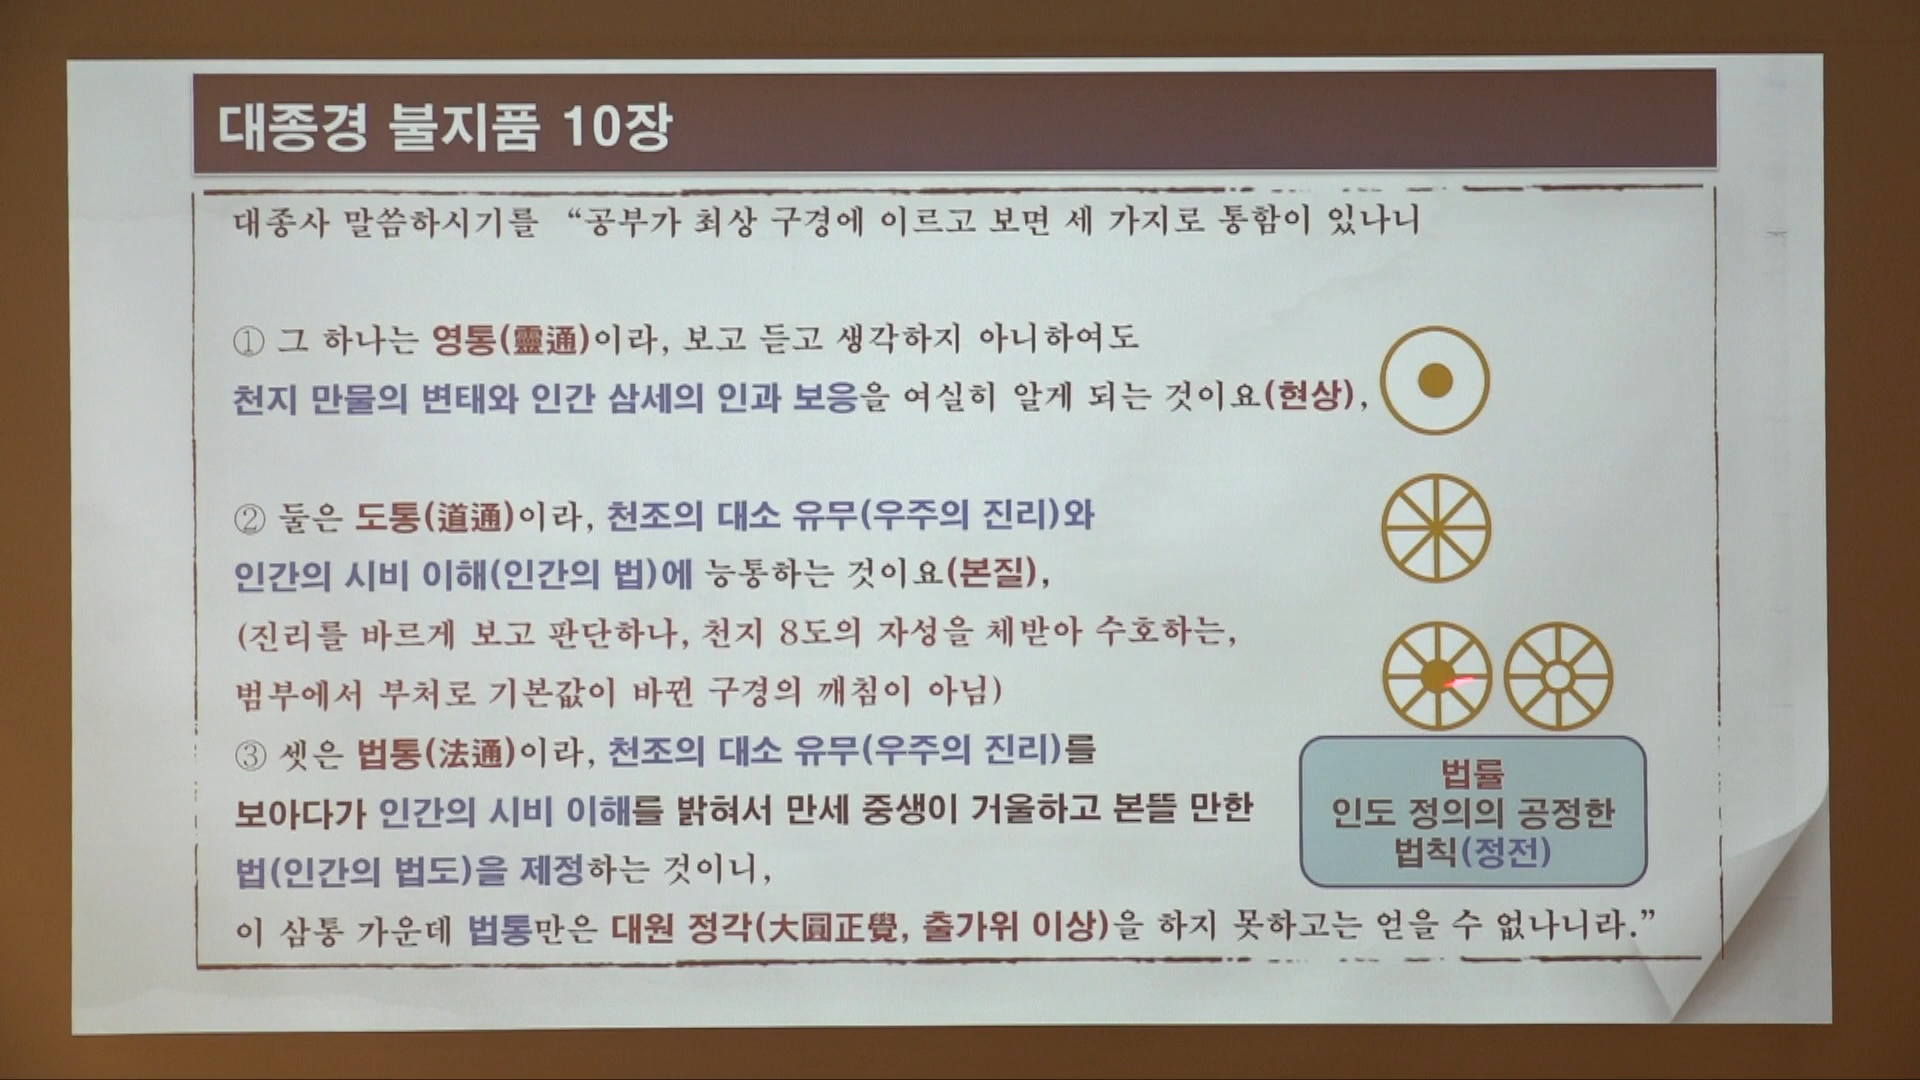 대종경 불지품 10장
대종사 말씀하시기를 “공부가 최상 구경에 이르고 보면 세 가지로 통함이 있나니
① 그 하나는 영통(靈通)이라, 보고 듣고 생각하지 아니하여도
천지 만물의 변태와 인간 삼세의 인과 보응을 여실히 알게 되는 것이요(현상),
② 둘은 도통(道通)이라, 천조의 대소 유무(우주의 진리)와
인간의 시비 이해(인간의 법)에 능통하는 것이요(본질),
(진리를 바르게 보고 판단하나, 천지 8도의 자성을 체받아 수호하는,
범부에서 부처로 기본값이 바뀐 구경의 깨침이 아님)
③ 셋은 법통(法通)이라, 천조의 대소 유무(우주의 진리)를
보아다가 인간의 시비 이해를 밝혀서 만세 중생이 거울하고 본뜰 만한
법(인간의 법도)을 제정하는 것이니,
이 삼통 가운데 법통만은 대원 정각(大圓正覺, 출가위 이상)을 하지 못하고는 얻을 수 없나니라.”
법률
인도 정의의 공정한
법칙(정전)